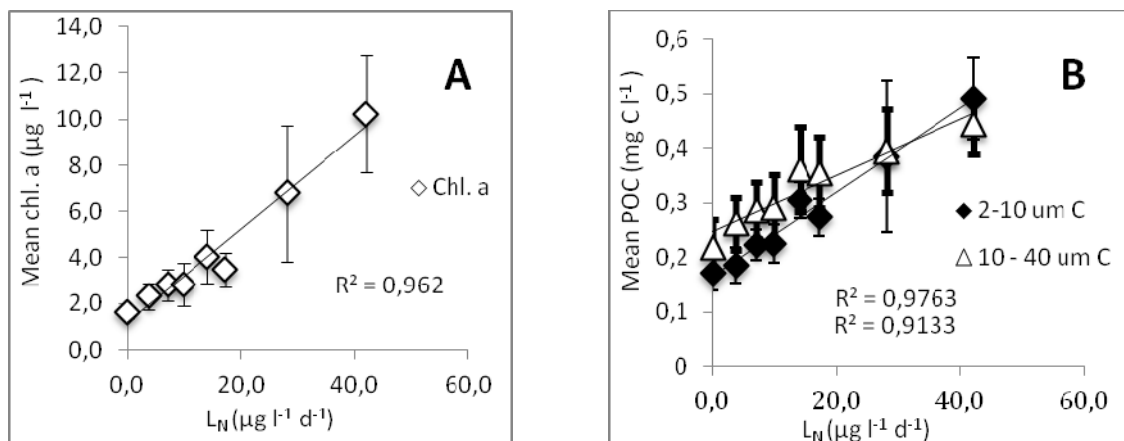 A
Mean chl. a (µg l⁻¹ )
14,0
12,0
10,0
8,0
6,0
4,0
2,0
0,0
Chl. a
R² = 0,962
0,0 20,0 40,0 60,0
L_N (µg l⁻¹ d⁻¹)
B
Mean POC (mg C l⁻¹)
0,6
0,5
0,4
0,3
0,2
0,1
0
2-10 um C
10 - 40 um C
R² = 0,9763
R² = 0,9133
0,0 20,0 40,0 60,0
L_N (µg l⁻¹ d⁻¹)